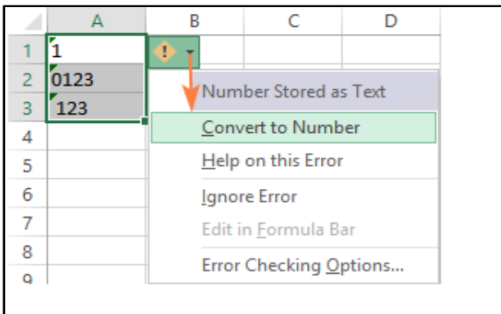 A B C D
1 1
2 0123
Number Stored as Text
3 123
Convert to Number
4
5 Help on this Error
6 Ignore Error
7 Edit in Formula Bar
8
Error Checking Options...
9